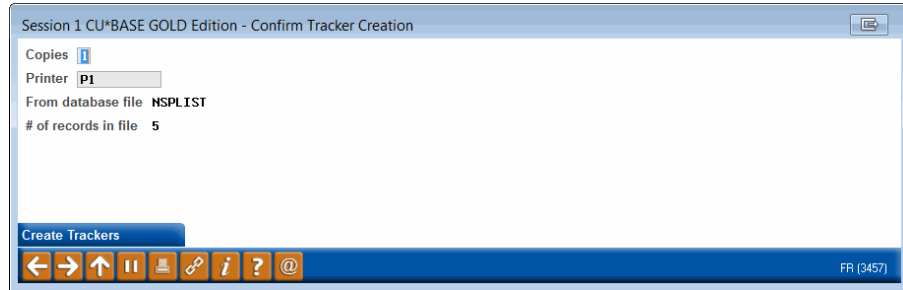 Session 1 CU*BASE GOLD Edition - Confirm Tracker Creation
Copies 1
Printer P1
From database file NSPLIST
# of records in file 5
Create Trackers
i ? @ FR (3457)